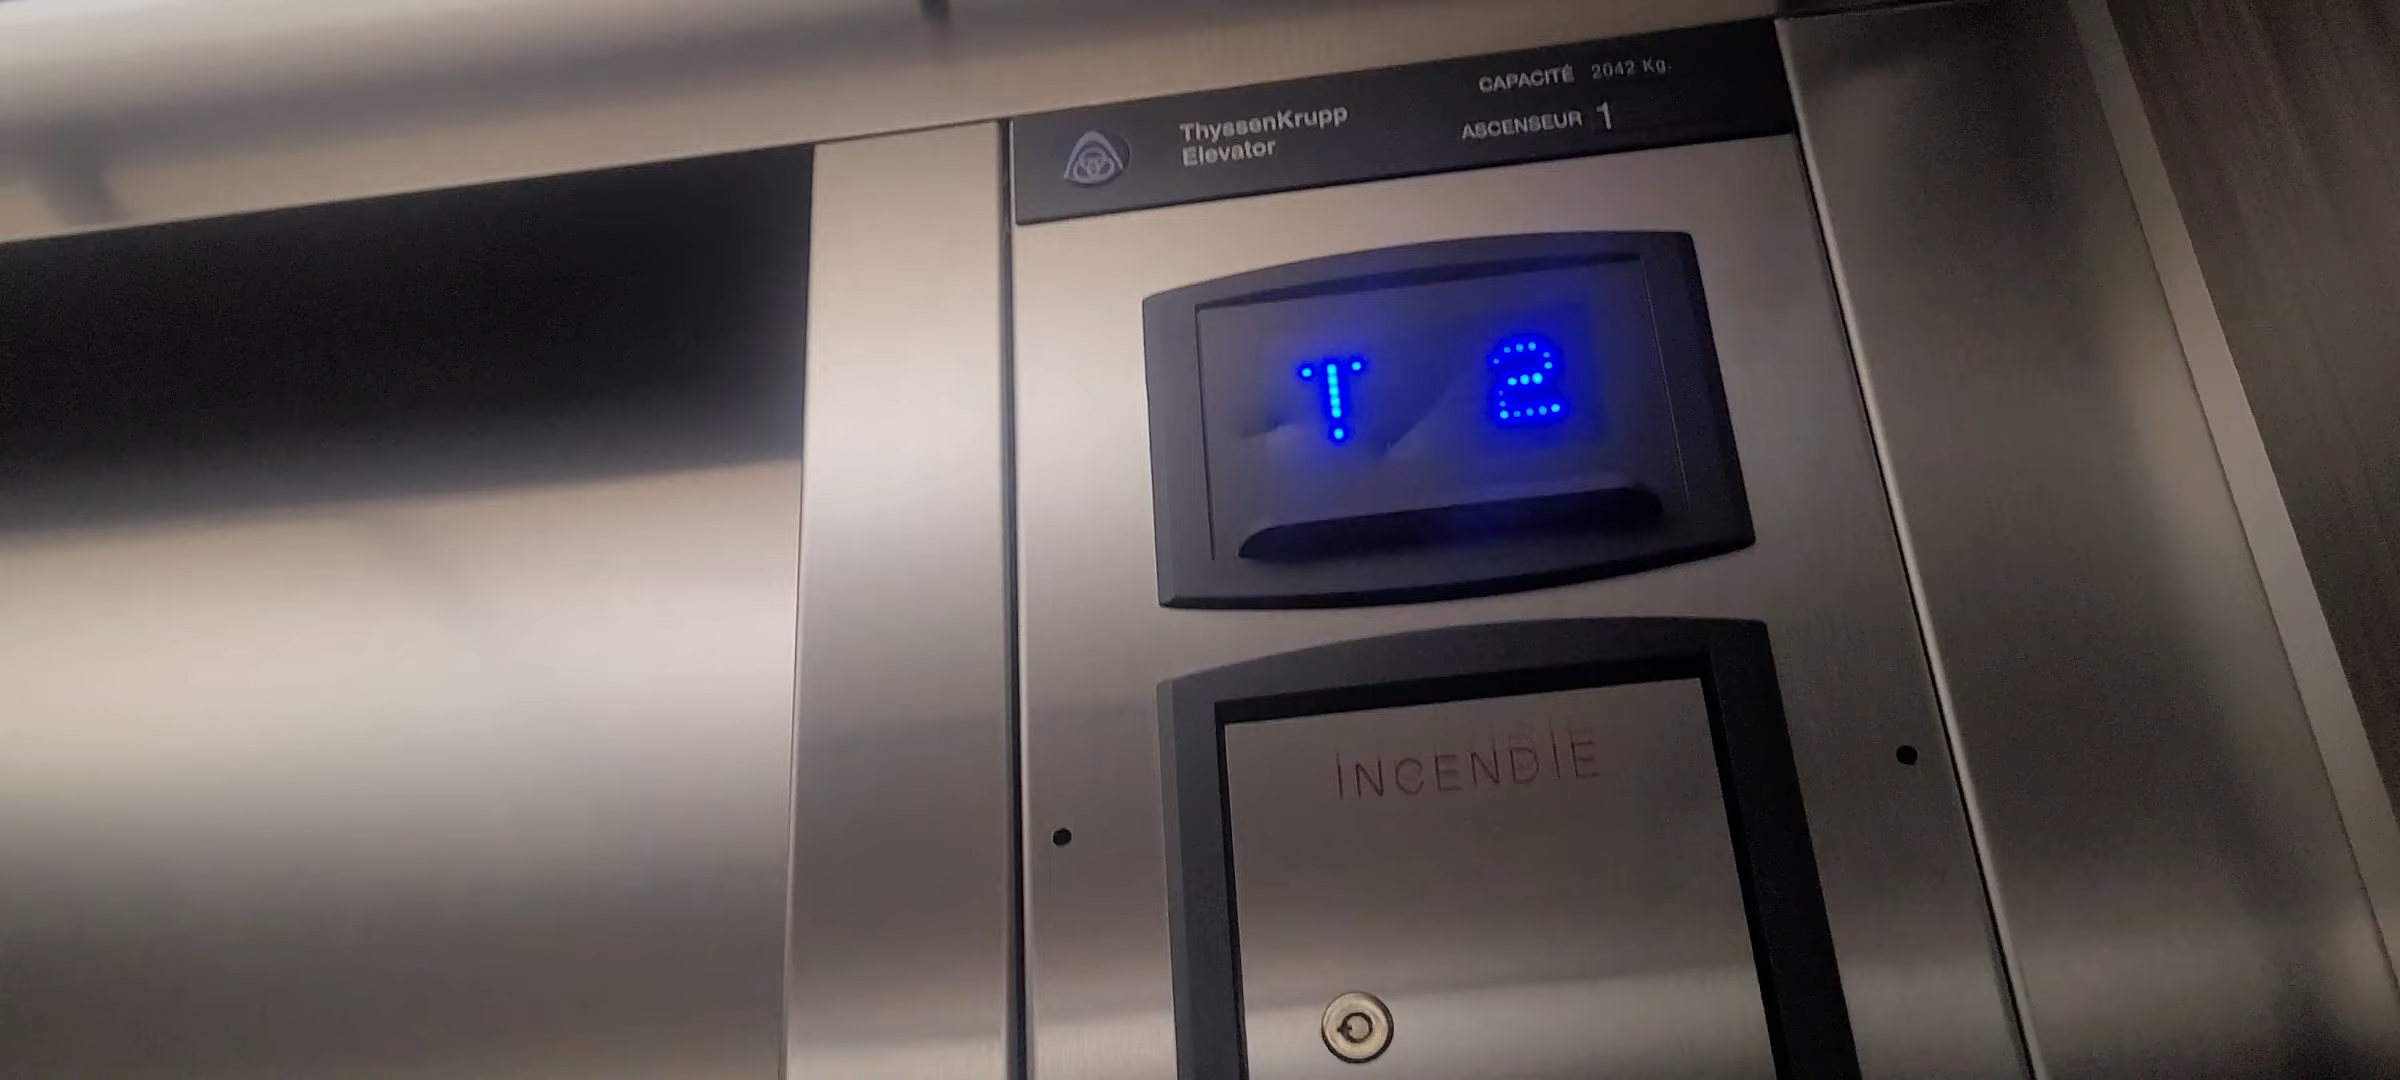 ThyssenKrupp
Elevator
CAPACITÉ 2042 Kg.
ASCENSEUR 1
2
INCENDIE